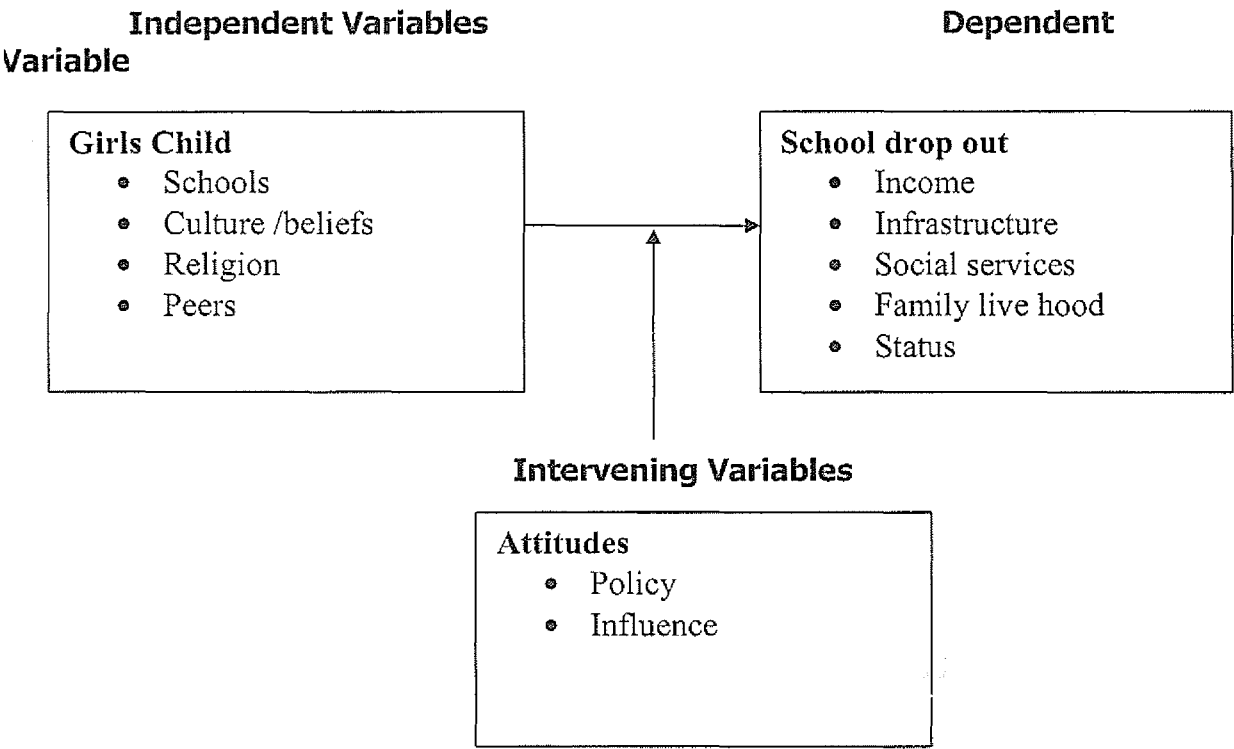 Independent Variables Dependent
Variable
Girls Child
• Schools
• Culture /beliefs
• Religion
• Peers
School drop out
• Income
• Infrastructure
• Social services
• Family live hood
• Status
Intervening Variables
Attitudes
• Policy
• Influence